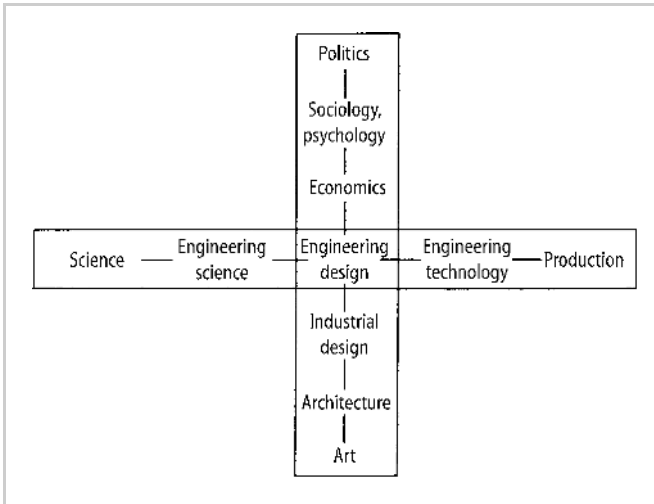 Politics
Sociology,
psychology
Economics
Science
Engineering
science
Engineering
design
Engineering
technology
Production
Industrial
design
Architecture
Art